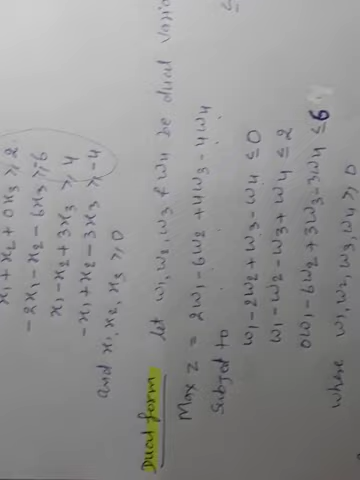 x1 + x2 + 0x3 ≥ 2
-2x1 - x2 - 6x3 ≥ -6
x1 - x2 + 3x3 ≥ 4
-x1 + x2 - 3x3 ≥ -4
and x1, x2, x3 ≥ 0
Dual form let w1, w2, w3 & w4 be dual
Max Z = 2w1 - 6w2 + 4w3 - 4w4
Subject to
w1 - 2w2 + w3 - w4 ≤ 0
w1 - w2 - w3 + w4 ≤ 2
0w1 - 6w2 + 3w3 - 3w4 ≤ 6
where w1, w2, w3, w4 ≥ 0